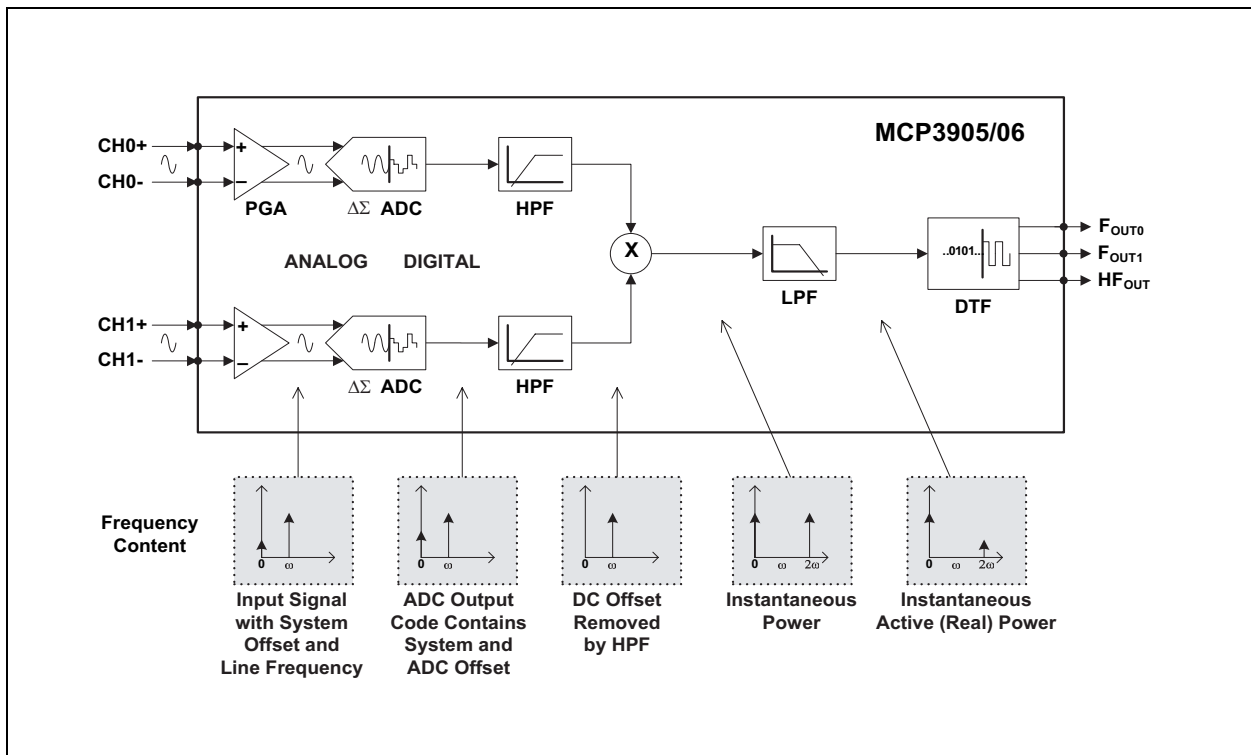 MCP3905/06
CH0+
CH0-
+
–
PGA
ΔΣ ADC
HPF
ANALOG DIGITAL
X
LPF
..0101...
DTF
FOUT0
FOUT1
HFOUT
CH1+
CH1-
+
–
ΔΣ ADC
HPF
Frequency
Content
0 ω
0 ω
0 ω
0 ω 2ω
0 ω 2ω
Input Signal
with System
Offset and
Line Frequency
ADC Output
Code Contains
System and
ADC Offset
DC Offset
Removed
by HPF
Instantaneous
Power
Instantaneous
Active (Real) Power